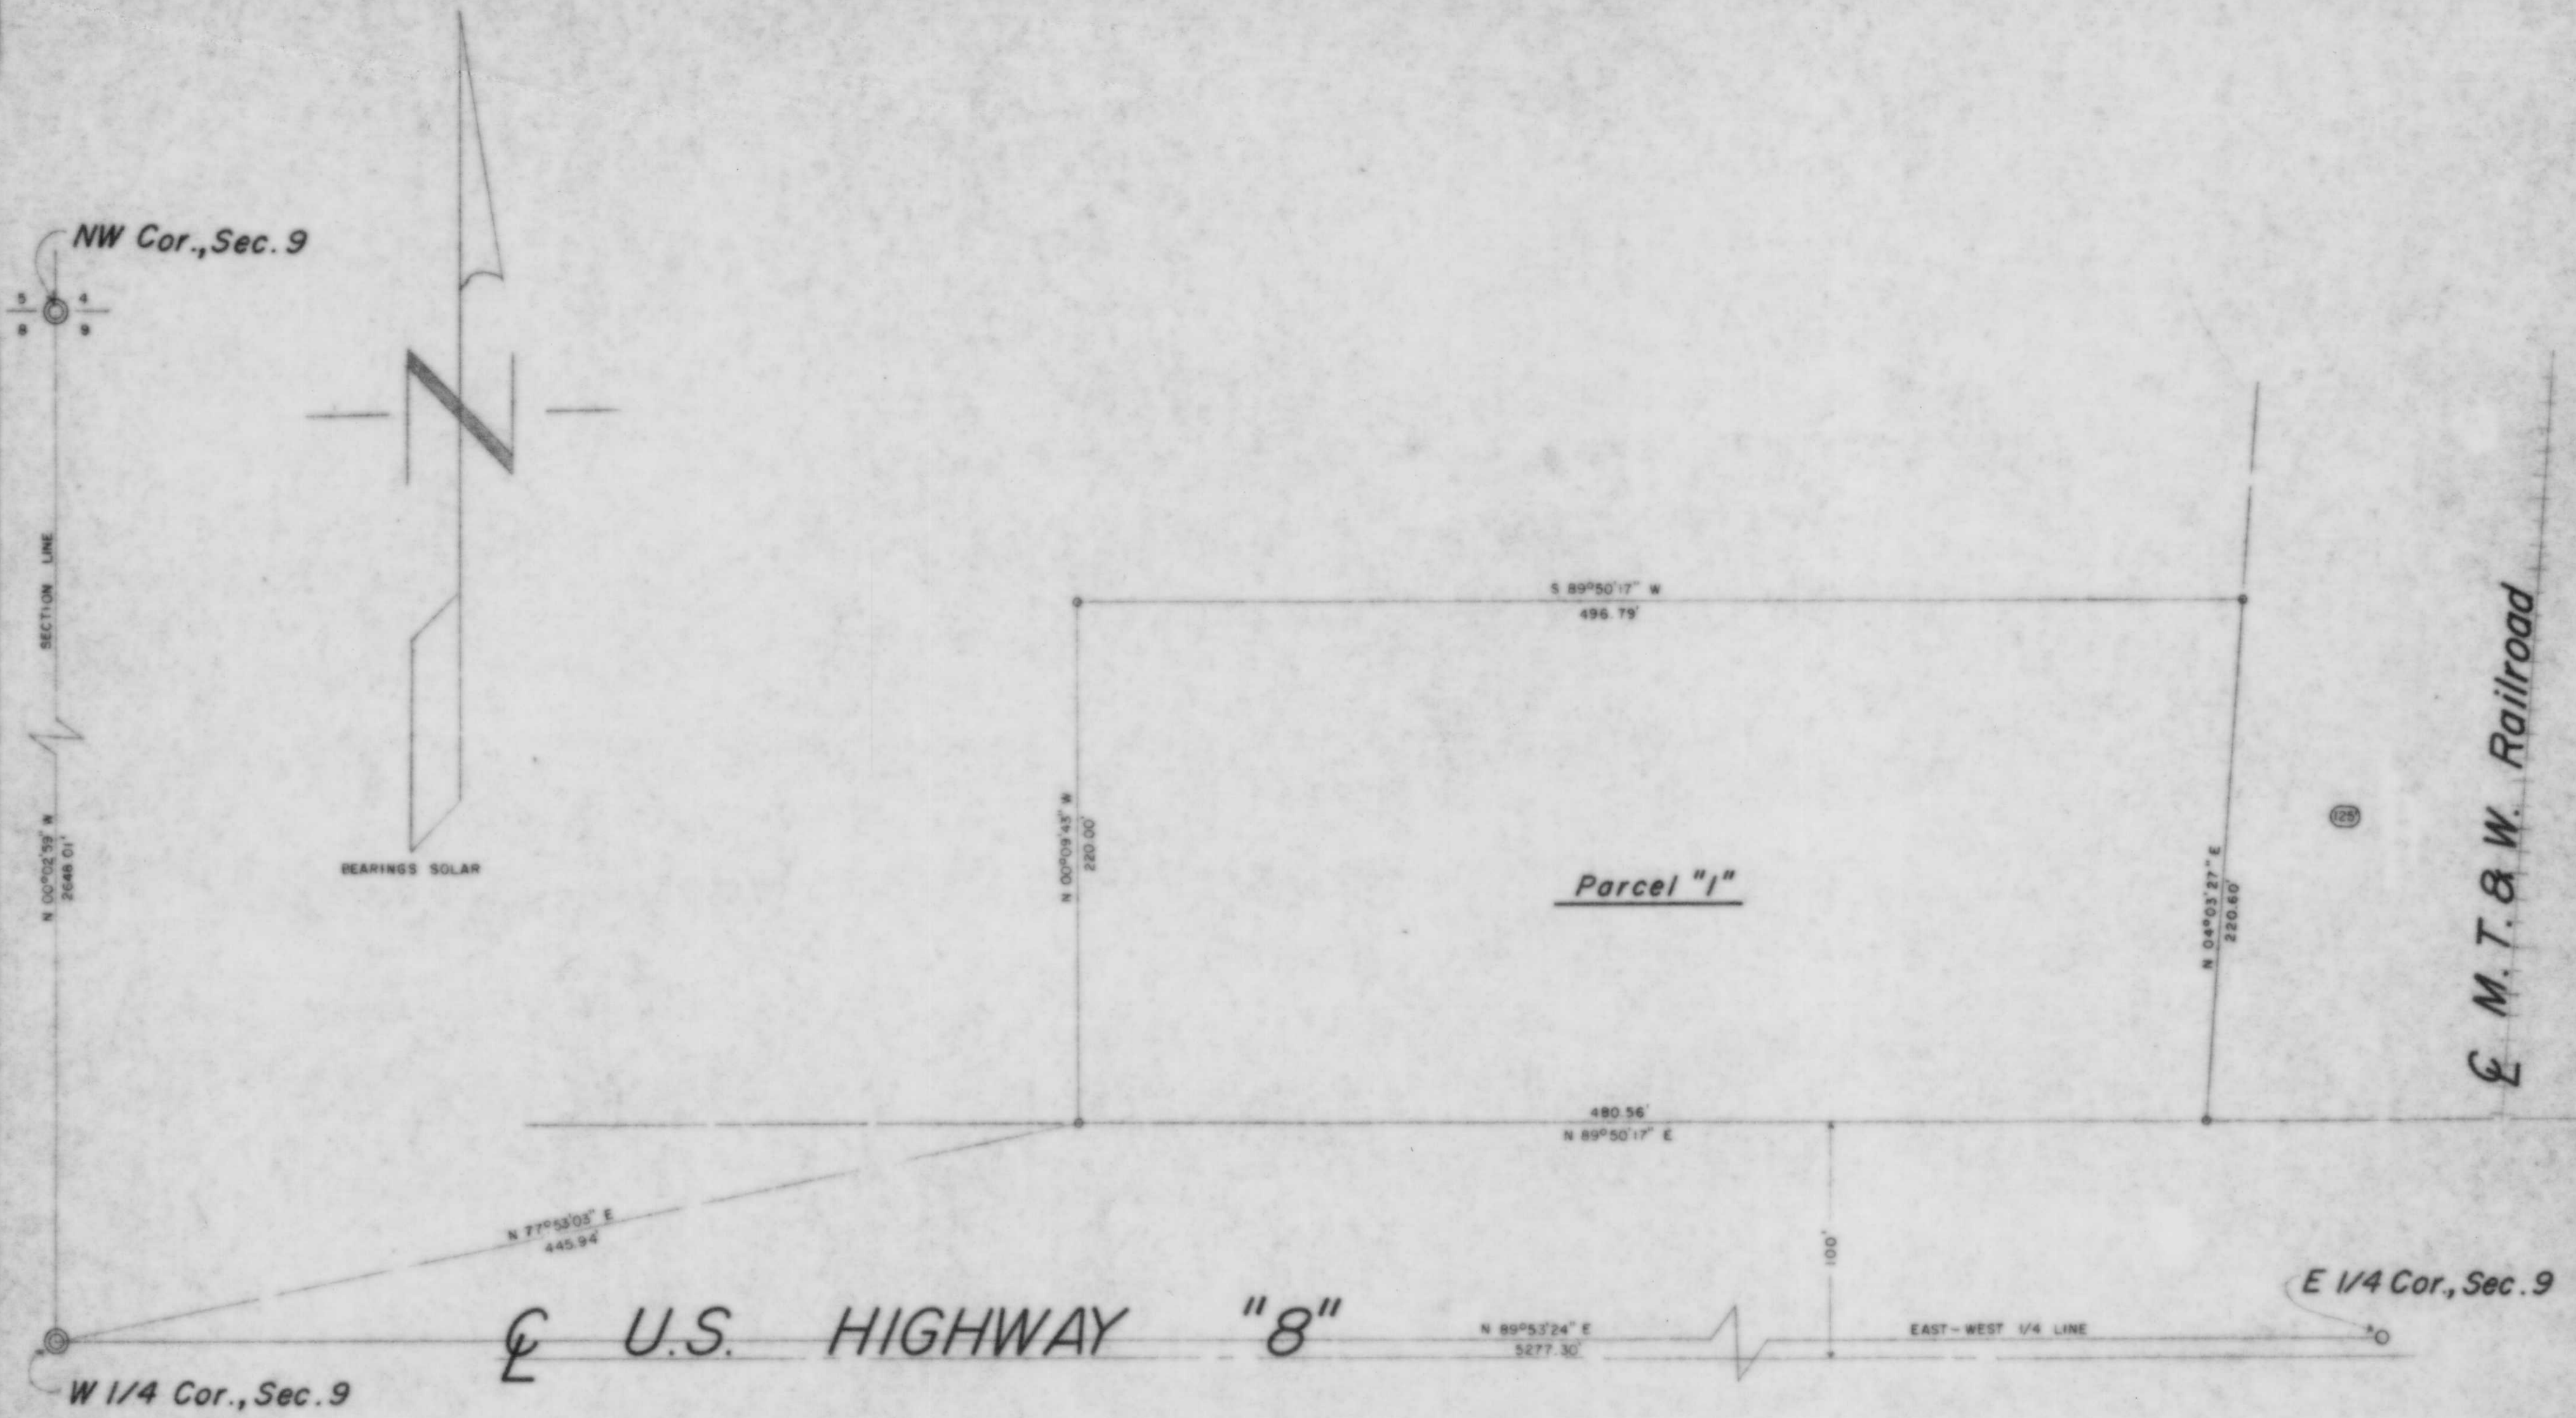 NW Cor., Sec. 9
5 4
8 9
N
SECTION LINE
N 00°02'59" W
2648.01'
BEARINGS SOLAR
S 89°50'17" W
496.79'
N 00°09'43" W
220.00'
Parcel "1"
N 04°03'27" E
220.60'
125'
℄ M. T. & W. Railroad
480.56'
N 89°50'17" E
100'
N 77°53'03" E
445.94'
℄ U.S. HIGHWAY "8"
N 89°53'24" E
5277.30'
EAST-WEST 1/4 LINE
E 1/4 Cor., Sec. 9
W 1/4 Cor., Sec. 9